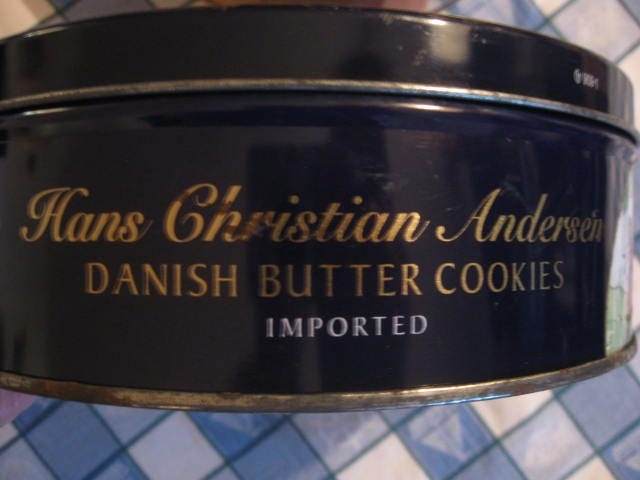 Hans Christian Andersen
DANISH BUTTER COOKIES
IMPORTED